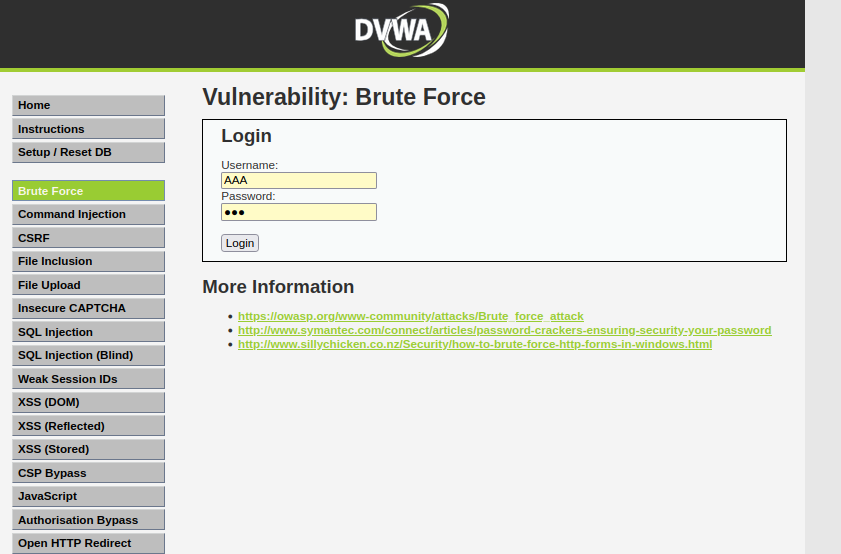 DVWA
Home
Instructions
Setup / Reset DB
Brute Force
Command Injection
CSRF
File Inclusion
File Upload
Insecure CAPTCHA
SQL Injection
SQL Injection (Blind)
Weak Session IDs
XSS (DOM)
XSS (Reflected)
XSS (Stored)
CSP Bypass
JavaScript
Authorisation Bypass
Open HTTP Redirect
Vulnerability: Brute Force
Login
Username:
AAA
Password:
●●●
Login
More Information
• https://owasp.org/www-community/attacks/Brute_force_attack
• http://www.symantec.com/connect/articles/password-crackers-ensuring-security-your-password
• http://www.sillychicken.co.nz/Security/how-to-brute-force-http-forms-in-windows.html